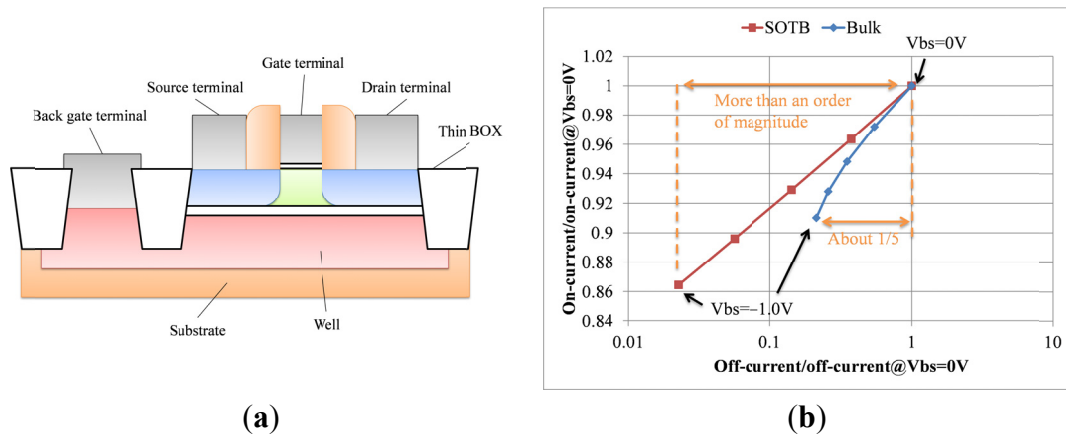 Gate terminal
Source terminal
Drain terminal
Back gate terminal
Thin BOX
Substrate
Well
(a)
SOTB
Bulk
Vbs=0V
On-current/on-current@Vbs=0V
1.02
1
0.98
0.96
0.94
0.92
0.9
0.88
0.86
0.84
More than an order
of magnitude
About 1/5
Vbs=–1.0V
0.01
0.1
1
10
Off-current/off-current@Vbs=0V
(b)